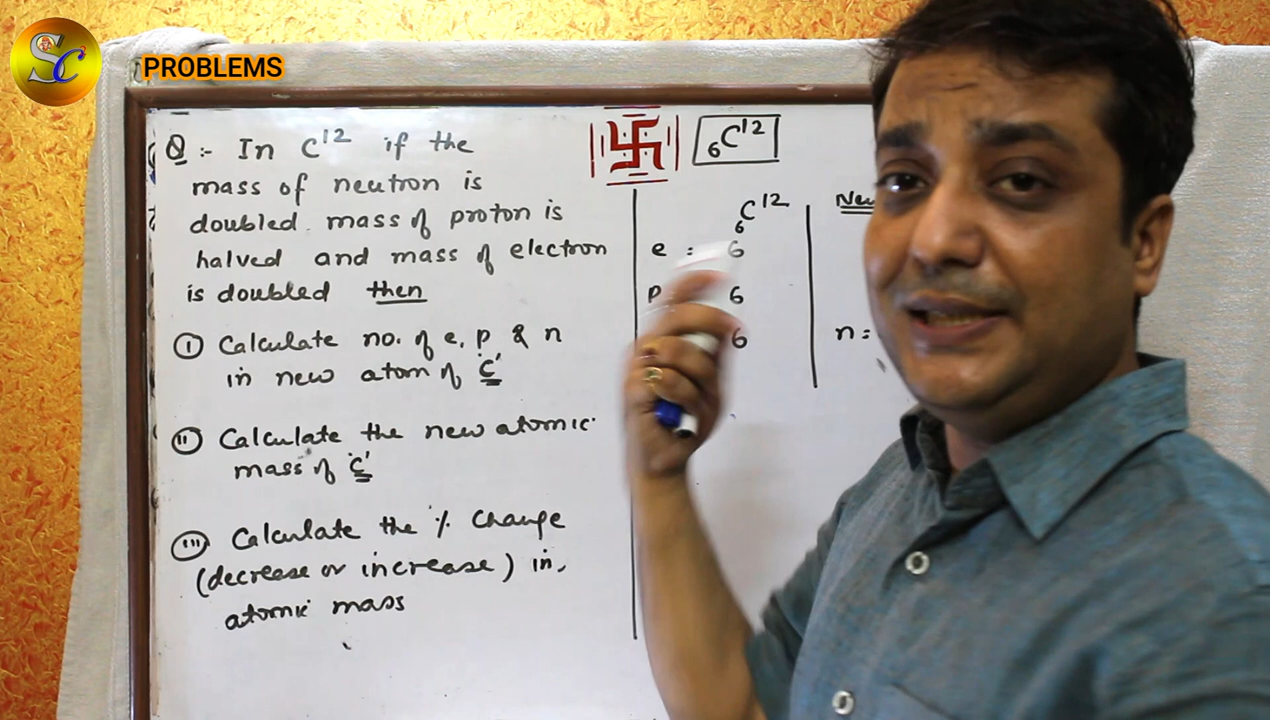 Sc
PROBLEMS
Q :- In C¹² if the
mass of neutron is
doubled. mass of proton is
halved and mass of electron
is doubled then
(I) Calculate no. of e, p & n
in new atom of 'C'
(II) Calculate the new atomic
mass of 'C'
(III) Calculate the % change
(decrease or increase) in
atomic mass
₆C¹²
₆C¹²
e : 6
p 6
6
n :